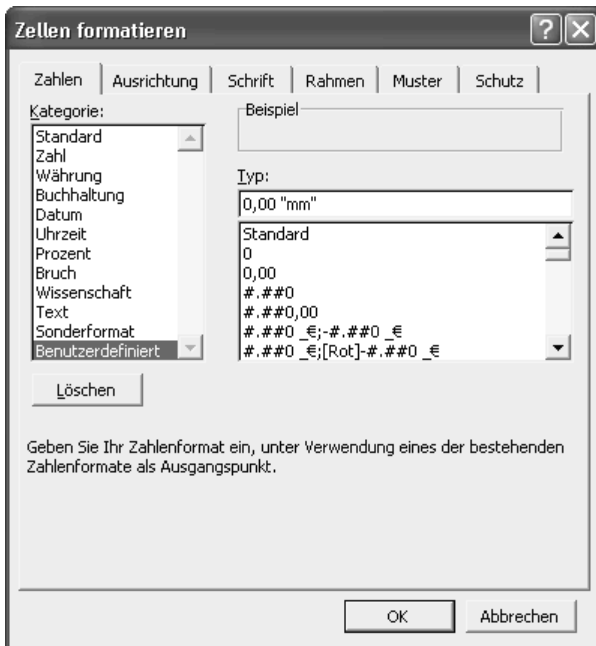 Zellen formatieren
Zahlen Ausrichtung Schrift Rahmen Muster Schutz
Kategorie:
Standard
Zahl
Währung
Buchhaltung
Datum
Uhrzeit
Prozent
Bruch
Wissenschaft
Text
Sonderformat
Benutzerdefiniert
Beispiel
Typ:
0,00 "mm"
Standard
0
0,00
#.##0
#.##0,00
#.##0 _€;-#.##0 _€
#.##0 _€;[Rot]-#.##0 _€
Löschen
Geben Sie Ihr Zahlenformat ein, unter Verwendung eines der bestehenden
Zahlenformate als Ausgangspunkt.
OK Abbrechen